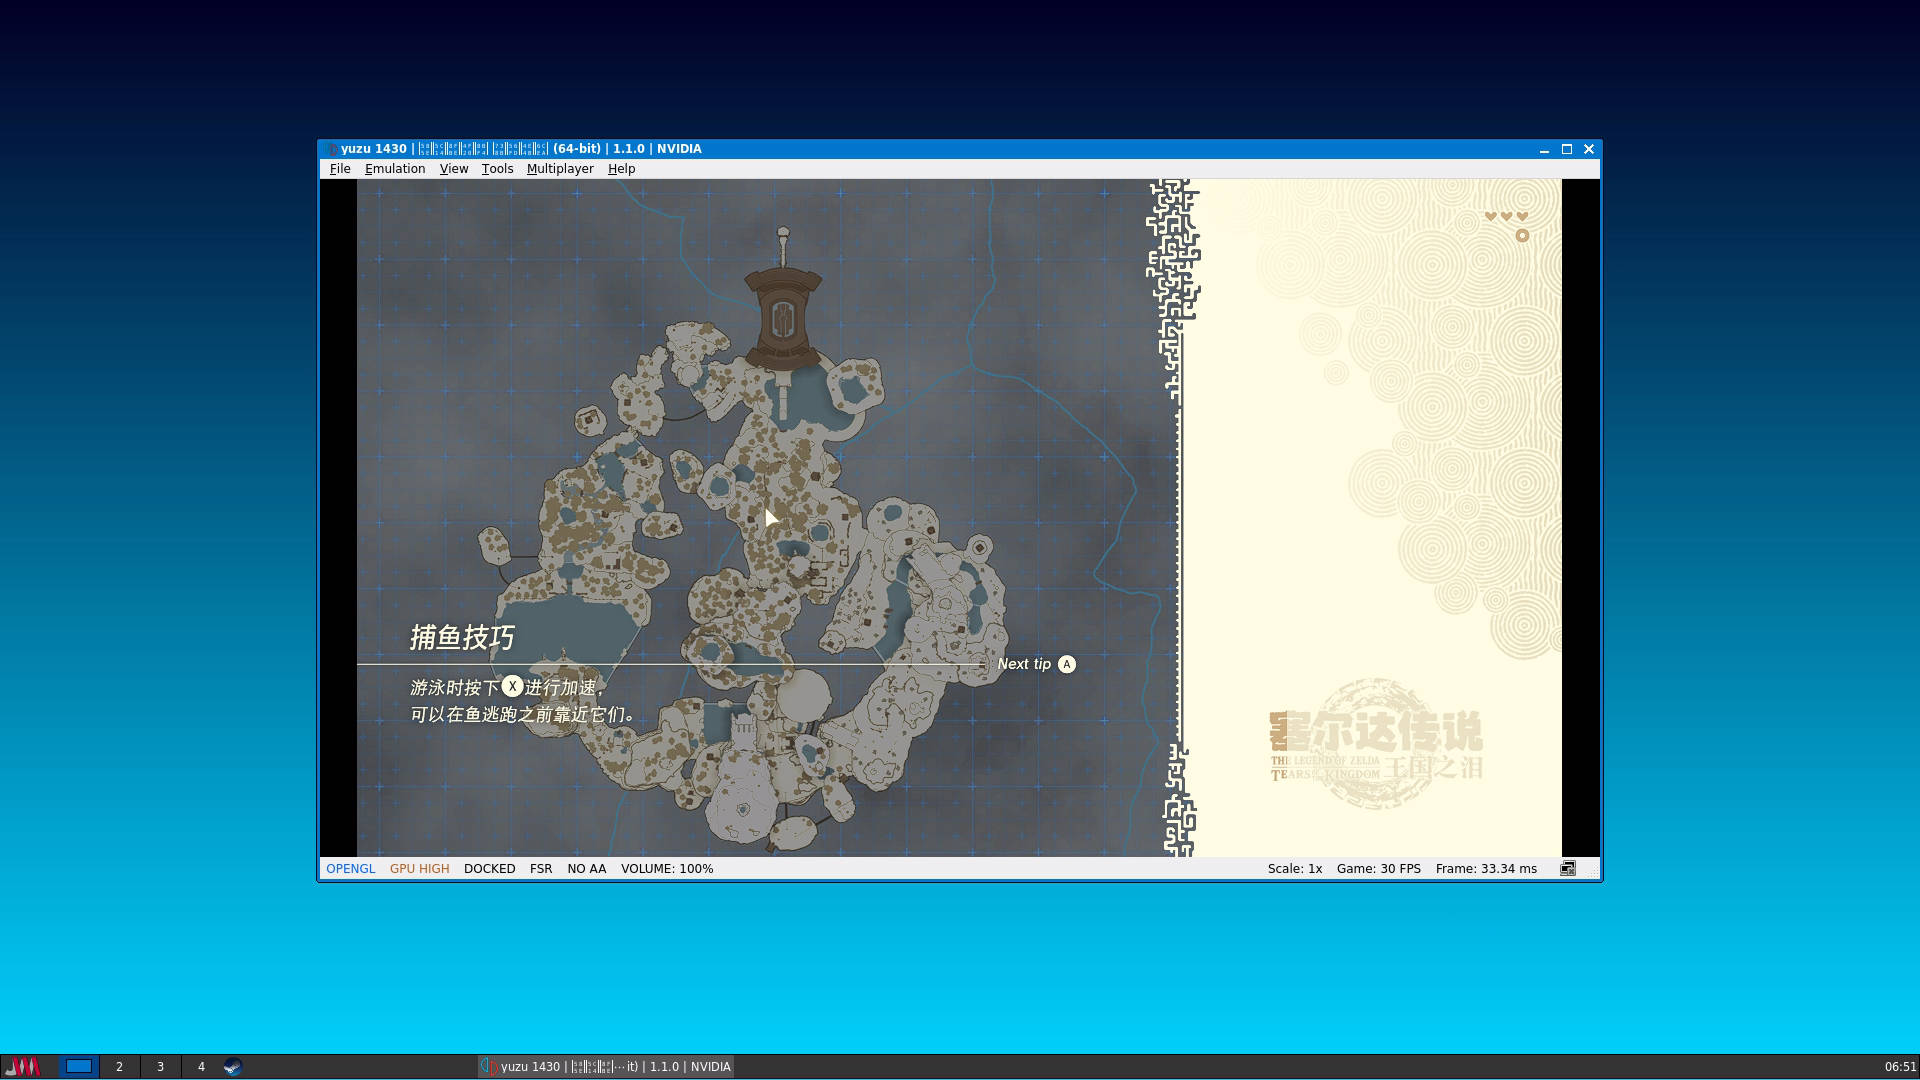 yuzu 1430 | (64-bit) | 1.1.0 | NVIDIA
File Emulation View Tools Multiplayer Help
捕鱼技巧
Next tip A
游泳时按下X进行加速，
可以在鱼逃跑之前靠近它们。
塞尔达传说
THE LEGEND OF ZELDA
TEARS OF THE KINGDOM 王国之泪
OPENGL GPU HIGH DOCKED FSR NO AA VOLUME: 100% Scale: 1x Game: 30 FPS Frame: 33.34 ms
2 3 4 yuzu 1430 | ··· it) | 1.1.0 | NVIDIA 06:51